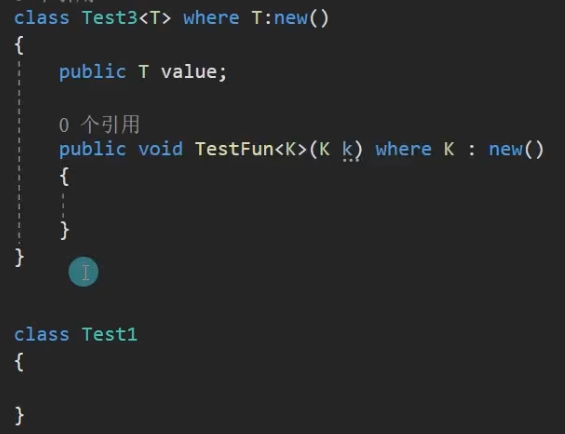 class Test3<T> where T:new()
{
public T value;
0 个引用
public void TestFun<K>(K k) where K : new()
{
}
}
class Test1
{
}